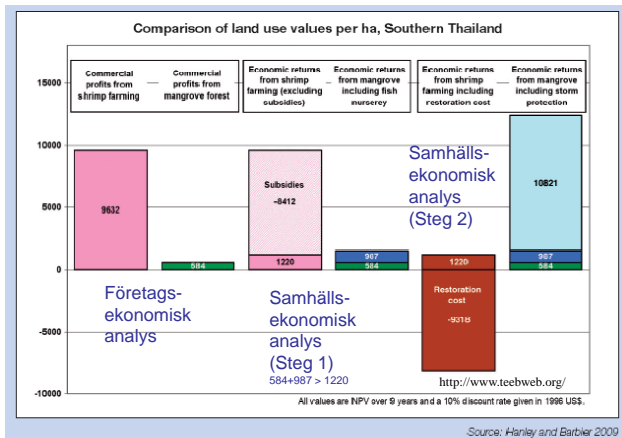 Comparison of land use values per ha, Southern Thailand
Commercial
profits from
shrimp farming
Commercial
profits from
mangrove forest
Economic returns
from shrimp
farming (excluding
subsidies)
Economic returns
from mangrove
including fish
nurserey
Economic returns
from shrimp
farming including
restoration cost
Economic returns
from mangrove
including storm
protection
15000
10000
5000
0
-5000
-10000
9632
584
Subsidies
-8412
1220
987
584
1220
Restoration
cost
-9318
10821
987
584
Företags-
ekonomisk
analys
Samhälls-
ekonomisk
analys
(Steg 1)
584+987 > 1220
Samhälls-
ekonomisk
analys
(Steg 2)
http://www.teebweb.org/
All values are NPV over 9 years and a 10% discount rate given in 1996 US$.
Source: Hanley and Barbier 2009